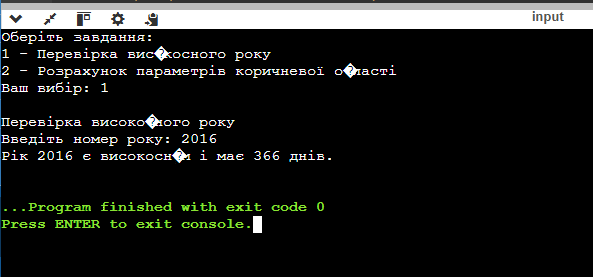 input
Оберіть завдання:
1 - Перевірка вис�косного року
2 - Розрахунок параметрів коричневої о�ласті
Ваш вибір: 1
Перевірка високо�ного року
Введіть номер року: 2016
Рік 2016 є високосн�м і має 366 днів.
...Program finished with exit code 0
Press ENTER to exit console.